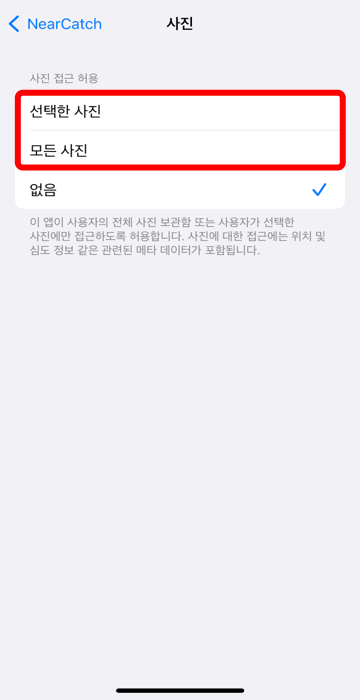 NearCatch
사진
사진 접근 허용
선택한 사진
모든 사진
없음
이 앱이 사용자의 전체 사진 보관함 또는 사용자가 선택한
사진에만 접근하도록 허용합니다. 사진에 대한 접근에는 위치 및
심도 정보 같은 관련된 메타 데이터가 포함됩니다.